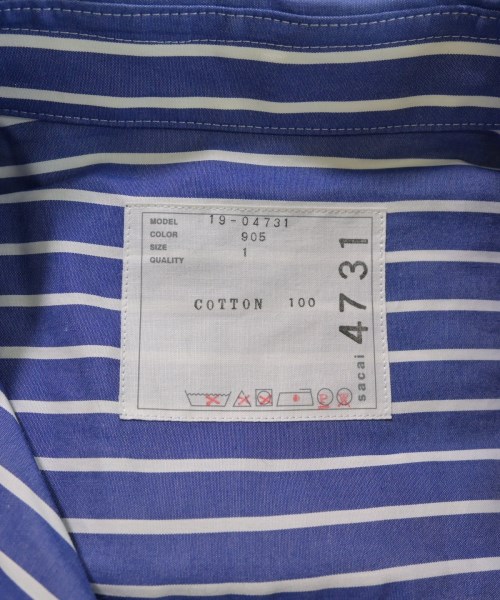 MODEL 19-04731
COLOR 905
SIZE 1
QUALITY
COTTON 100
sacai 4731